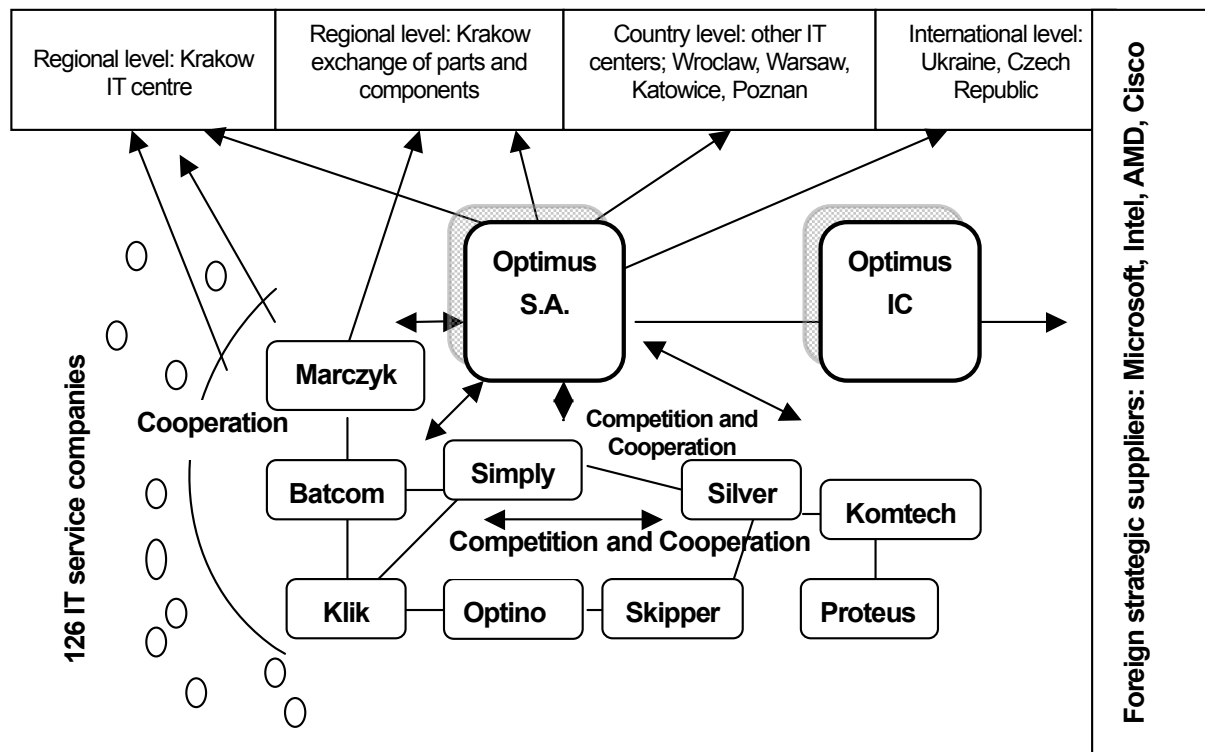 Regional level: Krakow
IT centre
Regional level: Krakow
exchange of parts and
components
Country level: other IT
centers; Wroclaw, Warsaw,
Katowice, Poznan
International level:
Ukraine, Czech
Republic
Foreign strategic suppliers: Microsoft, Intel, AMD, Cisco
Optimus
S.A.
Optimus
IC
126 IT service companies
Marczyk
Cooperation
Competition and
Cooperation
Simply
Batcom
Silver
Komtech
Competition and Cooperation
Klik
Optino
Skipper
Proteus